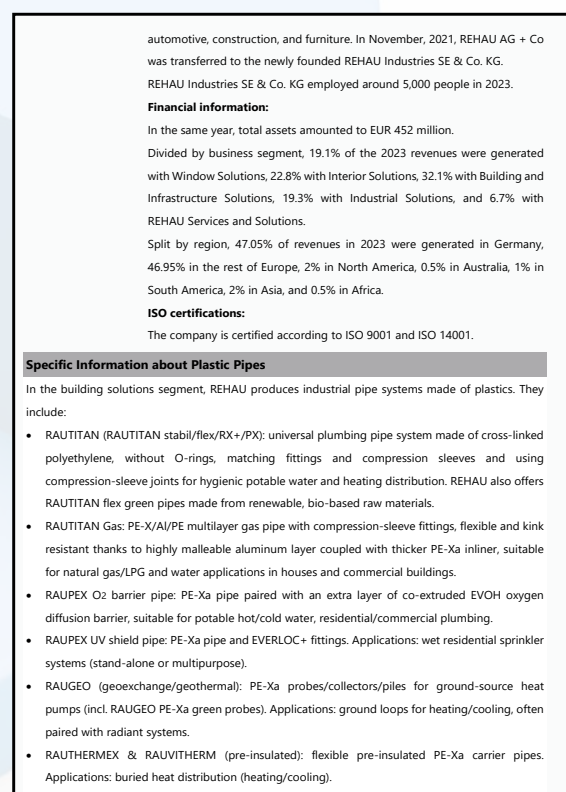 automotive, construction, and furniture. In November, 2021, REHAU AG + Co
was transferred to the newly founded REHAU Industries SE & Co. KG.
REHAU Industries SE & Co. KG employed around 5,000 people in 2023.
Financial information:
In the same year, total assets amounted to EUR 452 million.
Divided by business segment, 19.1% of the 2023 revenues were generated
with Window Solutions, 22.8% with Interior Solutions, 32.1% with Building and
Infrastructure Solutions, 19.3% with Industrial Solutions, and 6.7% with
REHAU Services and Solutions.
Split by region, 47.05% of revenues in 2023 were generated in Germany,
46.95% in the rest of Europe, 2% in North America, 0.5% in Australia, 1% in
South America, 2% in Asia, and 0.5% in Africa.
ISO certifications:
The company is certified according to ISO 9001 and ISO 14001.
Specific Information about Plastic Pipes
In the building solutions segment, REHAU produces industrial pipe systems made of plastics. They
include:
• RAUTITAN (RAUTITAN stabil/flex/RX+/PX): universal plumbing pipe system made of cross-linked
polyethylene, without O-rings, matching fittings and compression sleeves and using
compression-sleeve joints for hygienic potable water and heating distribution. REHAU also offers
RAUTITAN flex green pipes made from renewable, bio-based raw materials.
• RAUTITAN Gas: PE-X/Al/PE multilayer gas pipe with compression-sleeve fittings, flexible and kink
resistant thanks to highly malleable aluminum layer coupled with thicker PE-Xa inliner, suitable
for natural gas/LPG and water applications in houses and commercial buildings.
• RAUPEX O2 barrier pipe: PE-Xa pipe paired with an extra layer of co-extruded EVOH oxygen
diffusion barrier, suitable for potable hot/cold water, residential/commercial plumbing.
• RAUPEX UV shield pipe: PE-Xa pipe and EVERLOC+ fittings. Applications: wet residential sprinkler
systems (stand-alone or multipurpose).
• RAUGEO (geoexchange/geothermal): PE-Xa probes/collectors/piles for ground-source heat
pumps (incl. RAUGEO PE-Xa green probes). Applications: ground loops for heating/cooling, often
paired with radiant systems.
• RAUTHERMEX & RAUVITHERM (pre-insulated): flexible pre-insulated PE-Xa carrier pipes.
Applications: buried heat distribution (heating/cooling).